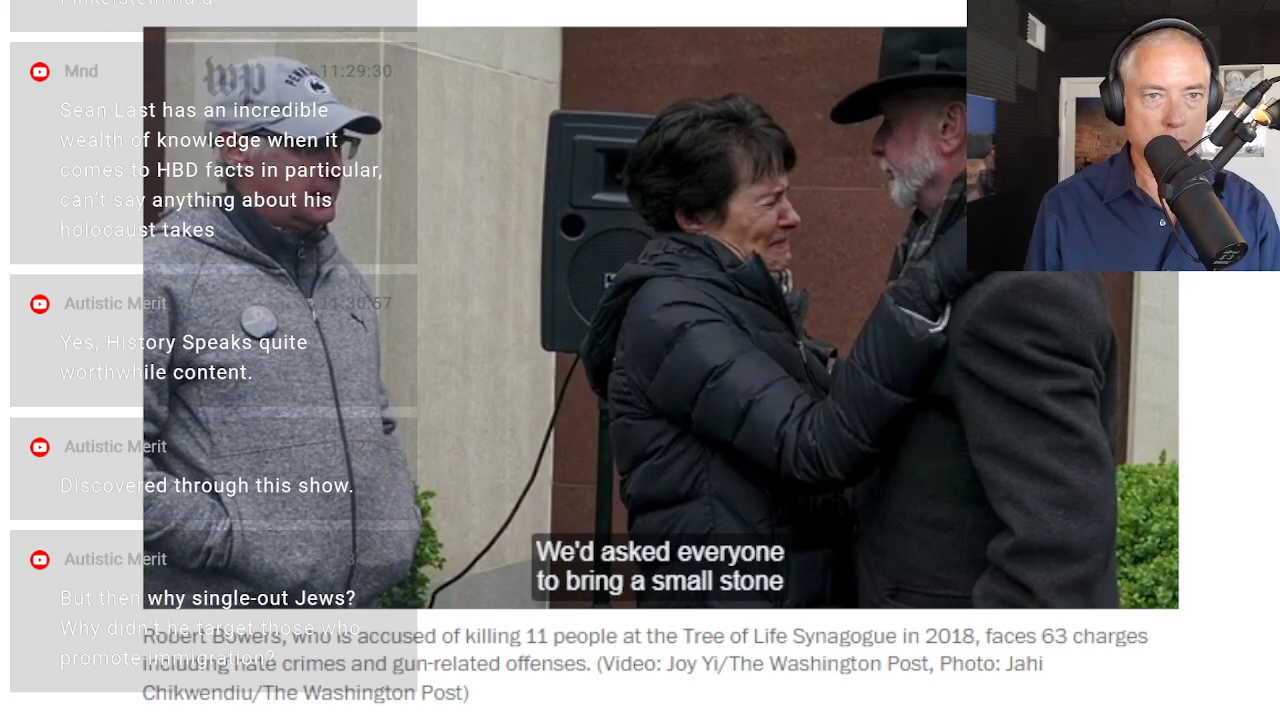 Mnd
11:29:30
Sean Last has an incredible
wealth of knowledge when it
comes to HBD facts in particular,
can't say anything about his
holocaust takes
Autistic Merit
11:30:57
Yes, History Speaks quite
worthwhile content.
Autistic Merit
Discovered through this show.
Autistic Merit
But then why single-out Jews?
Why didn't he target those who
promote immigration?
wp
We'd asked everyone
to bring a small stone
Robert Bowers, who is accused of killing 11 people at the Tree of Life Synagogue in 2018, faces 63 charges
including hate crimes and gun-related offenses. (Video: Joy Yi/The Washington Post, Photo: Jahi
Chikwendiu/The Washington Post)